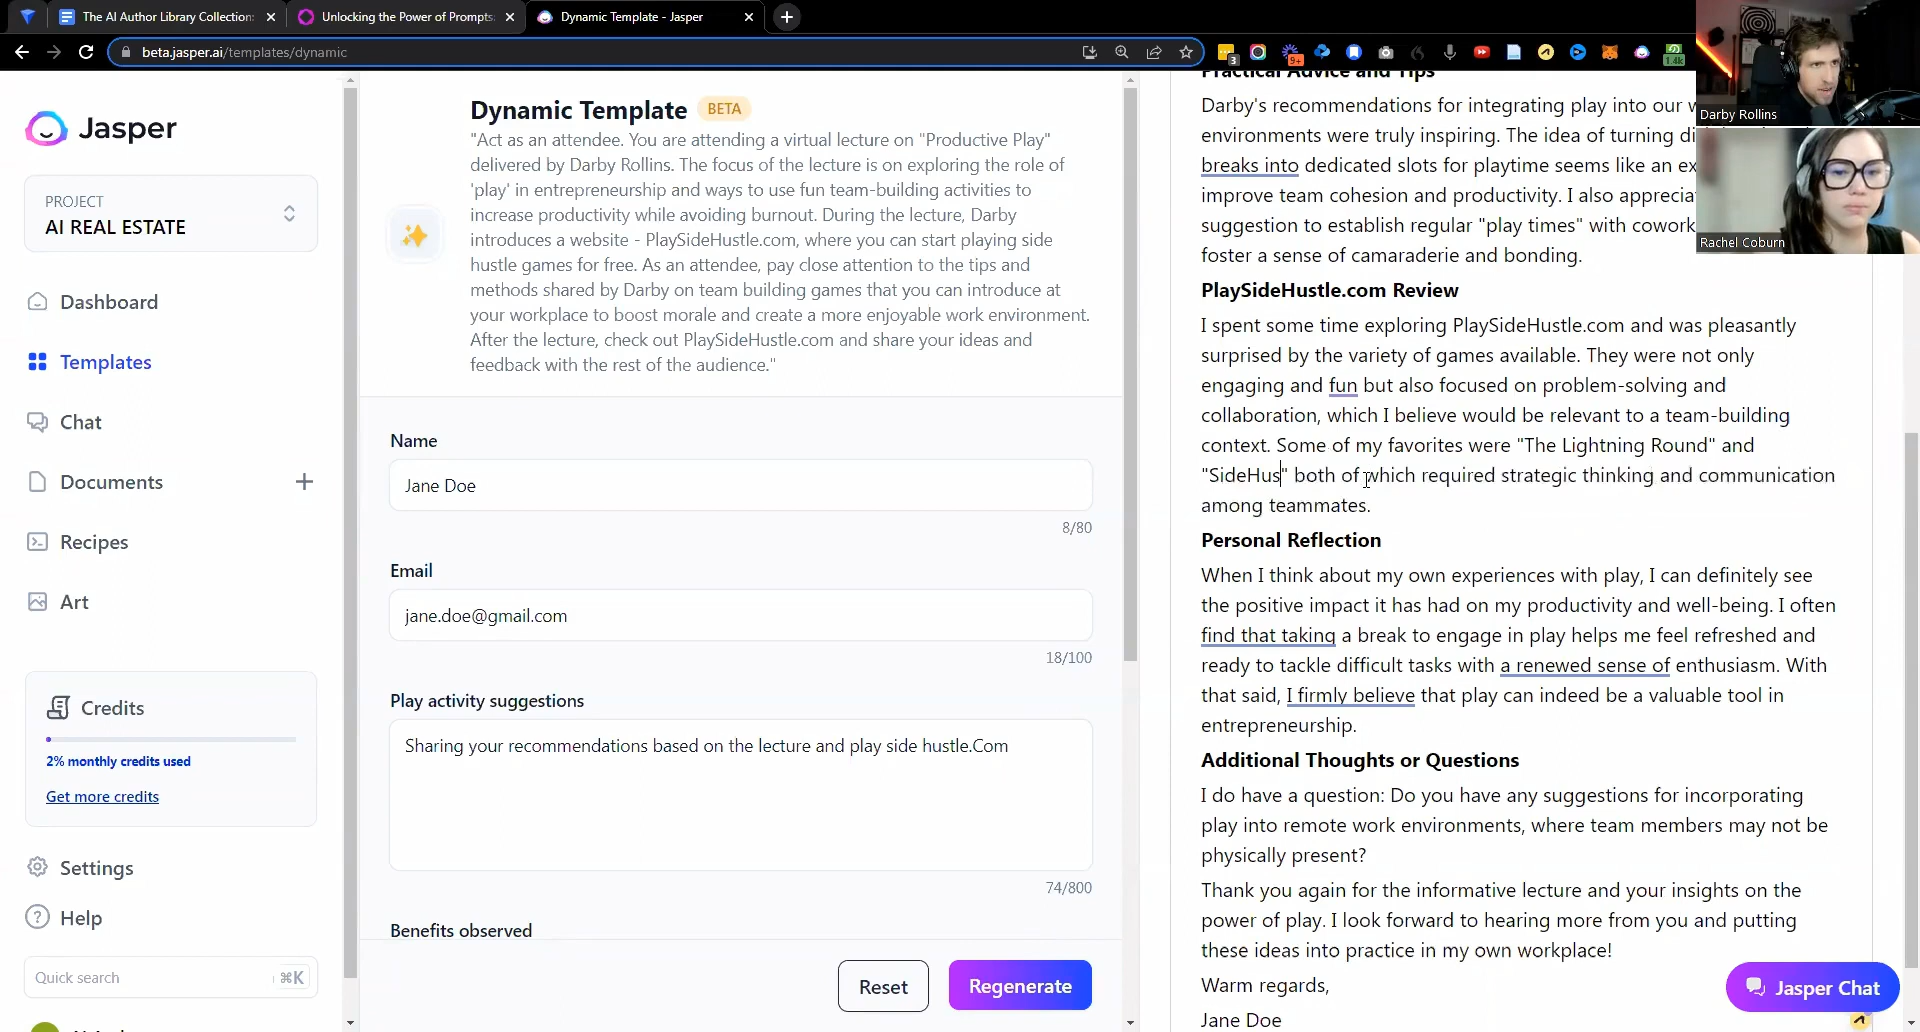 The AI Author Library Collection:
Unlocking the Power of Prompts:
Dynamic Template - Jasper
beta.jasper.ai/templates/dynamic
3
9+
1.4k
Darby Rollins
Rachel Coburn
Jasper
PROJECT
AI REAL ESTATE
Dashboard
Templates
Chat
Documents
Recipes
Art
Credits
2% monthly credits used
Get more credits
Settings
Help
Quick search
⌘K
Dynamic Template BETA
"Act as an attendee. You are attending a virtual lecture on "Productive Play"
delivered by Darby Rollins. The focus of the lecture is on exploring the role of
'play' in entrepreneurship and ways to use fun team-building activities to
increase productivity while avoiding burnout. During the lecture, Darby
introduces a website - PlaySideHustle.com, where you can start playing side
hustle games for free. As an attendee, pay close attention to the tips and
methods shared by Darby on team building games that you can introduce at
your workplace to boost morale and create a more enjoyable work environment.
After the lecture, check out PlaySideHustle.com and share your ideas and
feedback with the rest of the audience."
Name
Jane Doe
8/80
Email
jane.doe@gmail.com
18/100
Play activity suggestions
Sharing your recommendations based on the lecture and play side hustle.Com
74/800
Benefits observed
Reset
Regenerate
Practical Advice and Tips
Darby's recommendations for integrating play into our
environments were truly inspiring. The idea of turning
breaks into dedicated slots for playtime seems like an
improve team cohesion and productivity. I also
suggestion to establish regular "play times" with
foster a sense of camaraderie and bonding.
PlaySideHustle.com Review
I spent some time exploring PlaySideHustle.com and was pleasantly
surprised by the variety of games available. They were not only
engaging and fun but also focused on problem-solving and
collaboration, which I believe would be relevant to a team-building
context. Some of my favorites were "The Lightning Round" and
"SideHus" both of which required strategic thinking and communication
among teammates.
Personal Reflection
When I think about my own experiences with play, I can definitely see
the positive impact it has had on my productivity and well-being. I often
find that taking a break to engage in play helps me feel refreshed and
ready to tackle difficult tasks with a renewed sense of enthusiasm. With
that said, I firmly believe that play can indeed be a valuable tool in
entrepreneurship.
Additional Thoughts or Questions
I do have a question: Do you have any suggestions for incorporating
play into remote work environments, where team members may not be
physically present?
Thank you again for the informative lecture and your insights on the
power of play. I look forward to hearing more from you and putting
these ideas into practice in my own workplace!
Warm regards,
Jane Doe
Jasper Chat